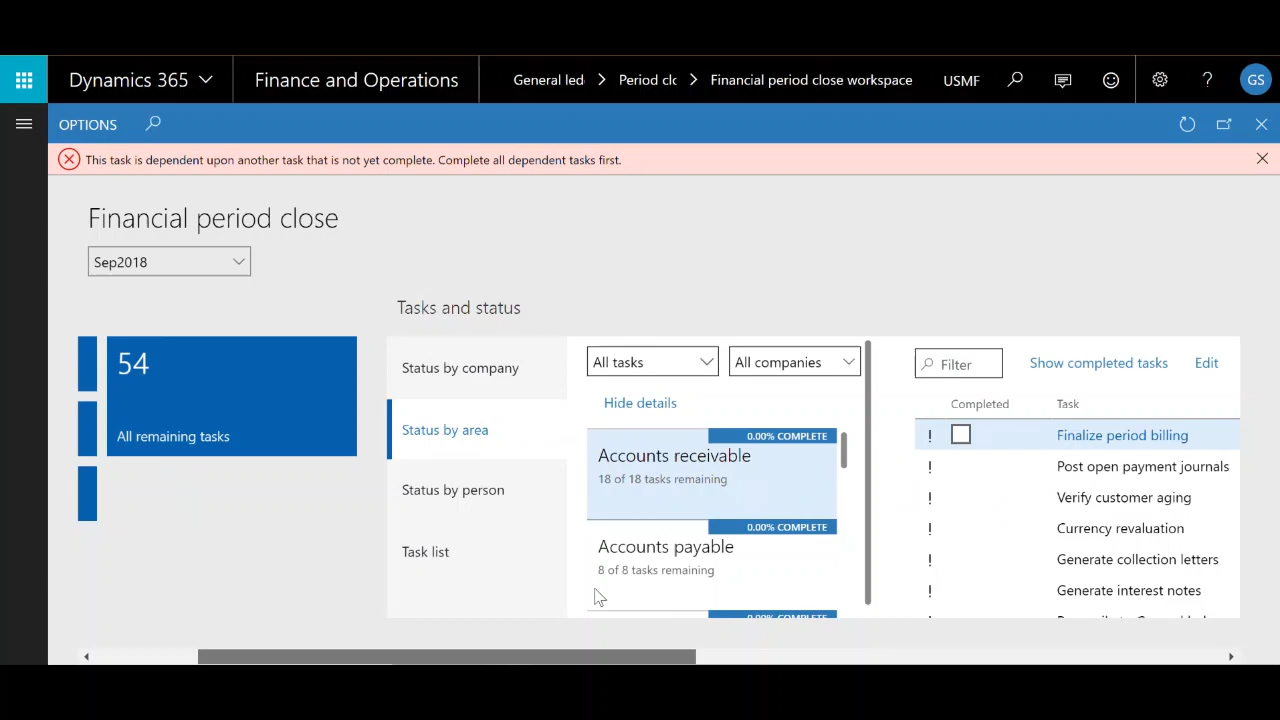 Dynamics 365
Finance and Operations
General led
Period clc
Financial period close workspace
USMF
?
GS
OPTIONS
This task is dependent upon another task that is not yet complete. Complete all dependent tasks first.
Financial period close
Sep2018
Tasks and status
54
All remaining tasks
Status by company
Status by area
Status by person
Task list
All tasks
All companies
Hide details
0.00% COMPLETE
Accounts receivable
18 of 18 tasks remaining
0.00% COMPLETE
Accounts payable
8 of 8 tasks remaining
0.00% COMPLETE
Filter
Show completed tasks
Edit
Completed
Task
! Finalize period billing
! Post open payment journals
! Verify customer aging
! Currency revaluation
! Generate collection letters
! Generate interest notes